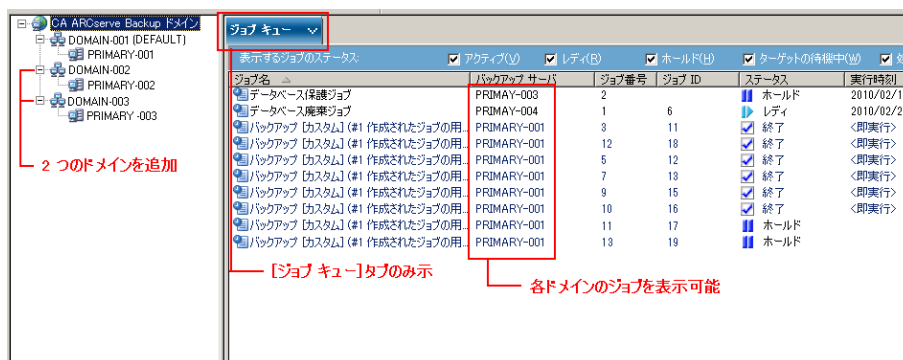 CA ARCserve Backup ドメイン
DOMAIN-001 (DEFAULT)
PRIMARY-001
DOMAIN-002
PRIMARY-002
DOMAIN-003
PRIMARY -003
2 つのドメインを追加
ジョブ キュー
表示するジョブのステータス: アクティブ(V) レディ(R) ホールド(H) ターゲットの待機中(W)
ジョブ名 バックアップ サーバ ジョブ番号 ジョブ ID ステータス 実行時刻
データベース保護ジョブ PRIMAY-003 2 ホールド 2010/02/1
データベース廃棄ジョブ PRIMAY-004 1 6 レディ 2010/02/2
バックアップ [カスタム] (#1 作成されたジョブの用... PRIMARY-001 3 11 終了 <即実行>
バックアップ [カスタム] (#1 作成されたジョブの用... PRIMARY-001 12 18 終了 <即実行>
バックアップ [カスタム] (#1 作成されたジョブの用... PRIMARY-001 5 12 終了 <即実行>
バックアップ [カスタム] (#1 作成されたジョブの用... PRIMARY-001 7 13 終了 <即実行>
バックアップ [カスタム] (#1 作成されたジョブの用... PRIMARY-001 9 15 終了 <即実行>
バックアップ [カスタム] (#1 作成されたジョブの用... PRIMARY-001 10 16 終了 <即実行>
バックアップ [カスタム] (#1 作成されたジョブの用... PRIMARY-001 11 17 ホールド
バックアップ [カスタム] (#1 作成されたジョブの用... PRIMARY-001 13 19 ホールド
[ジョブ キュー]タブのみ示
各ドメインのジョブを表示可能